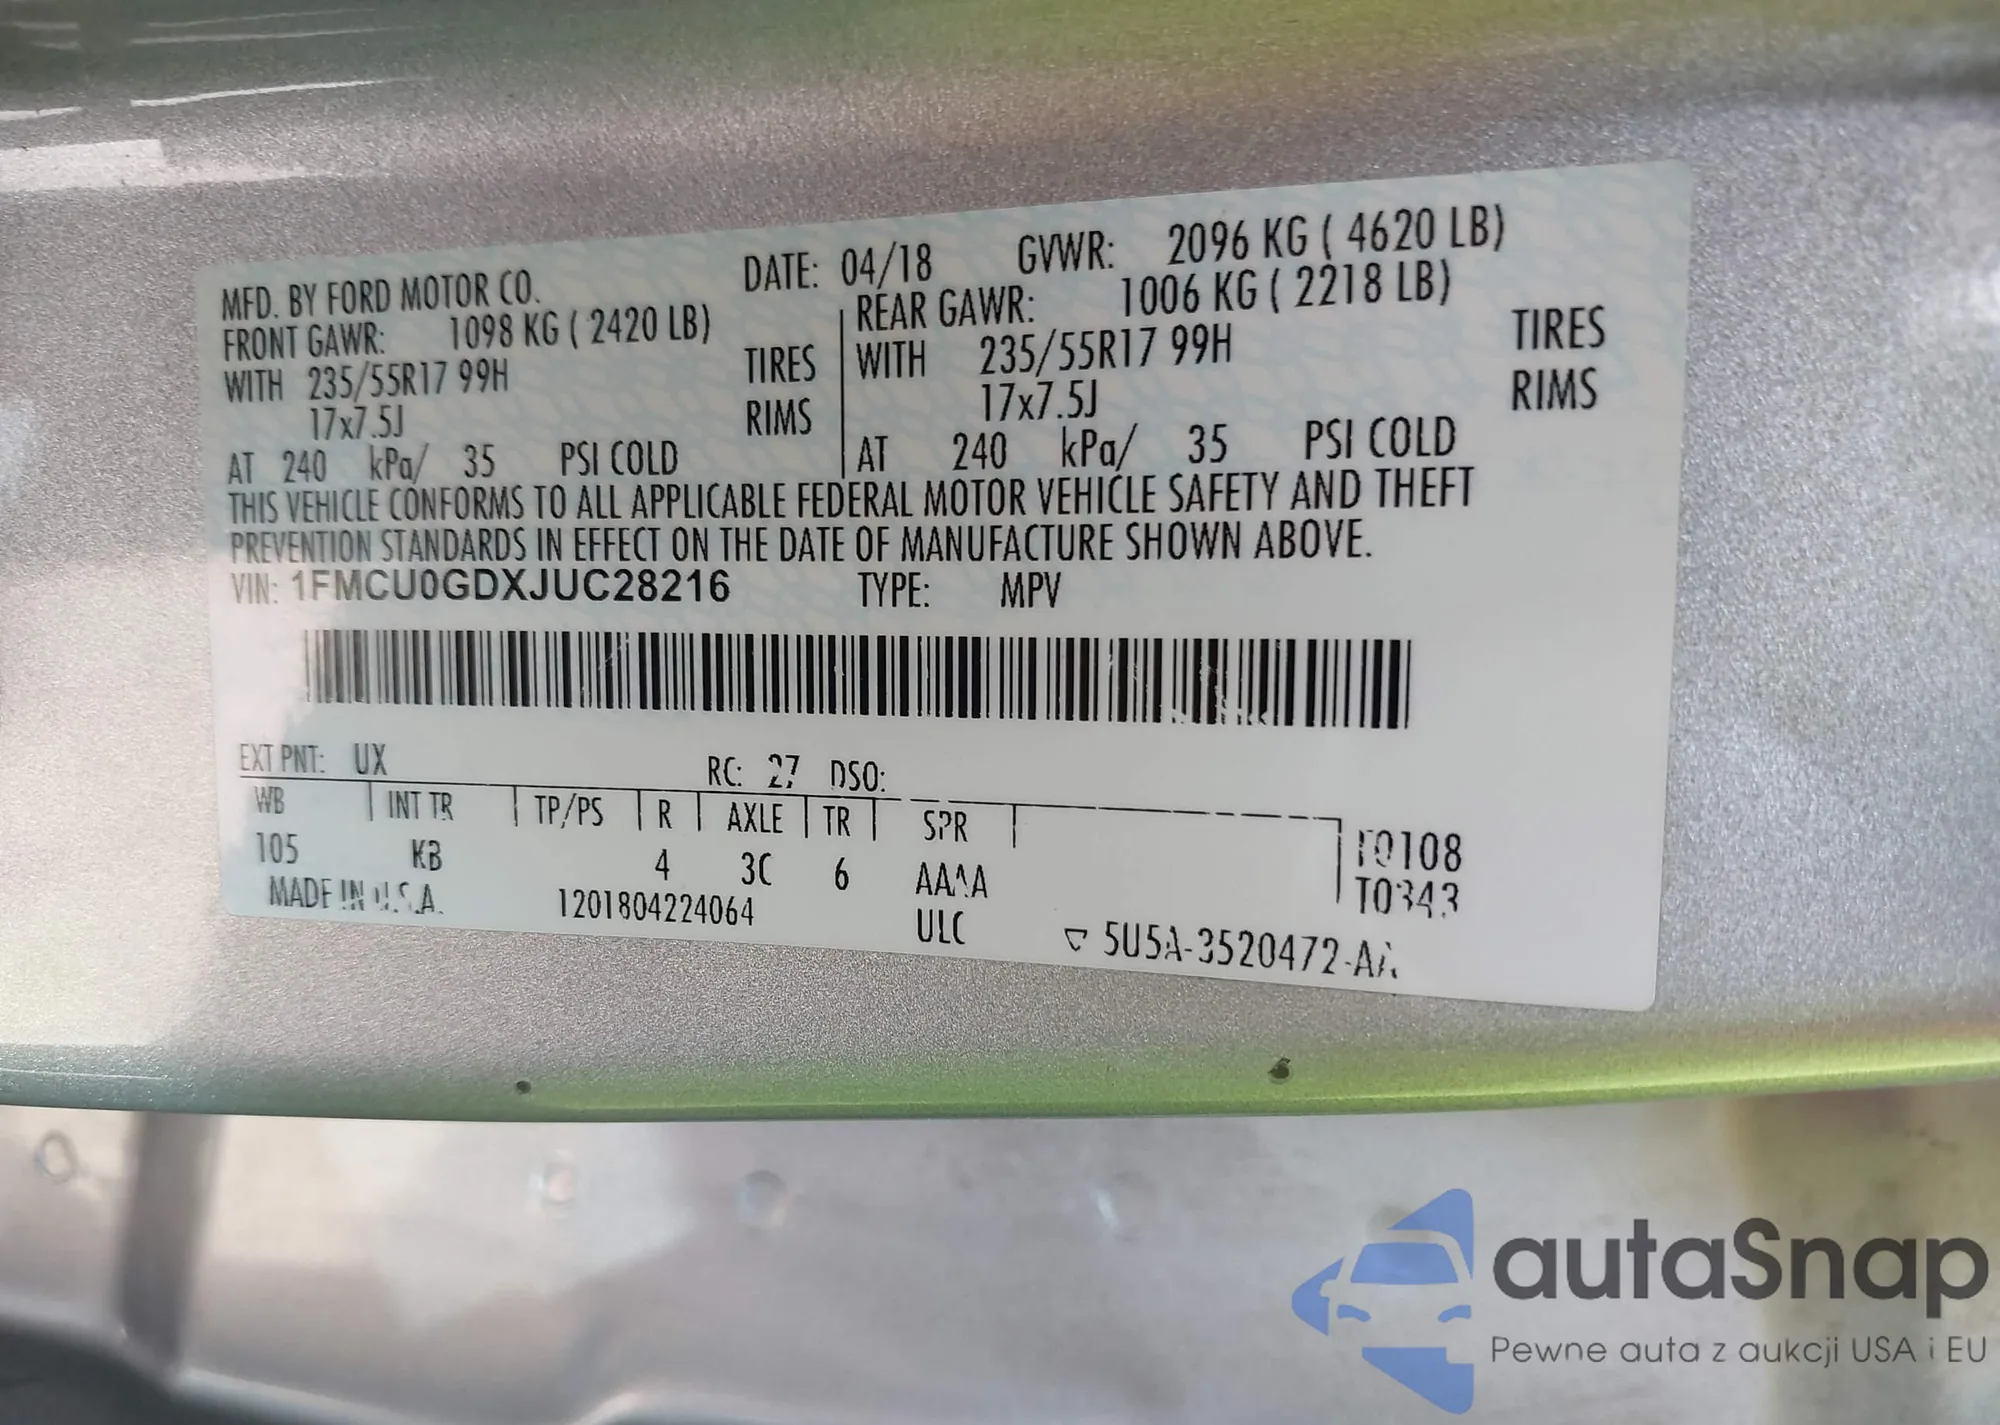 MFD. BY FORD MOTOR CO. DATE: 04/18 GVWR: 2096 KG ( 4620 LB)
FRONT GAWR: 1098 KG ( 2420 LB) REAR GAWR: 1006 KG ( 2218 LB)
WITH 235/55R17 99H TIRES WITH 235/55R17 99H TIRES
17x7.5J RIMS 17x7.5J RIMS
AT 240 kPa/ 35 PSI COLD AT 240 kPa/ 35 PSI COLD
THIS VEHICLE CONFORMS TO ALL APPLICABLE FEDERAL MOTOR VEHICLE SAFETY AND THEFT
PREVENTION STANDARDS IN EFFECT ON THE DATE OF MANUFACTURE SHOWN ABOVE.
VIN: 1FMCU0GDXJUC28216 TYPE: MPV
EXT PNT: UX RC: 27 DSO:
WB INT TR TP/PS R AXLE TR SPR
105 KB 4 3C 6 AAAA T0108
T0343
MADE IN U.S.A. 1201804224064 ULC 5U5A-3520472-AA
autaSnap
Pewne auta z aukcji USA i EU